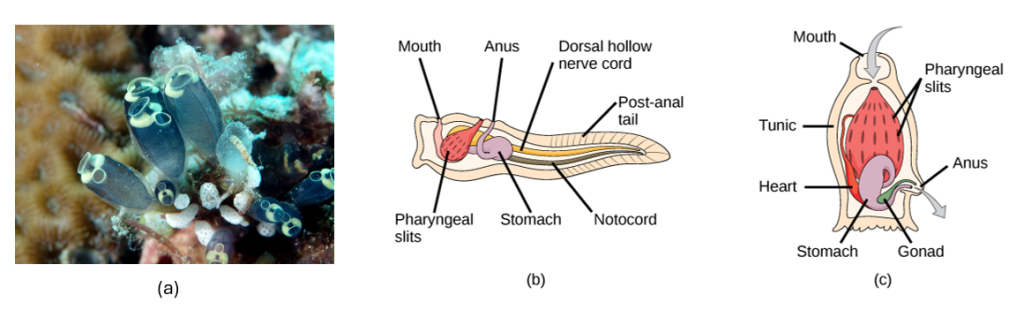 Mouth
Anus
Dorsal hollow
nerve cord
Post-anal
tail
Pharyngeal
slits
Stomach
Notocord
Mouth
Pharyngeal
slits
Tunic
Anus
Heart
Stomach
Gonad
(a)
(b)
(c)